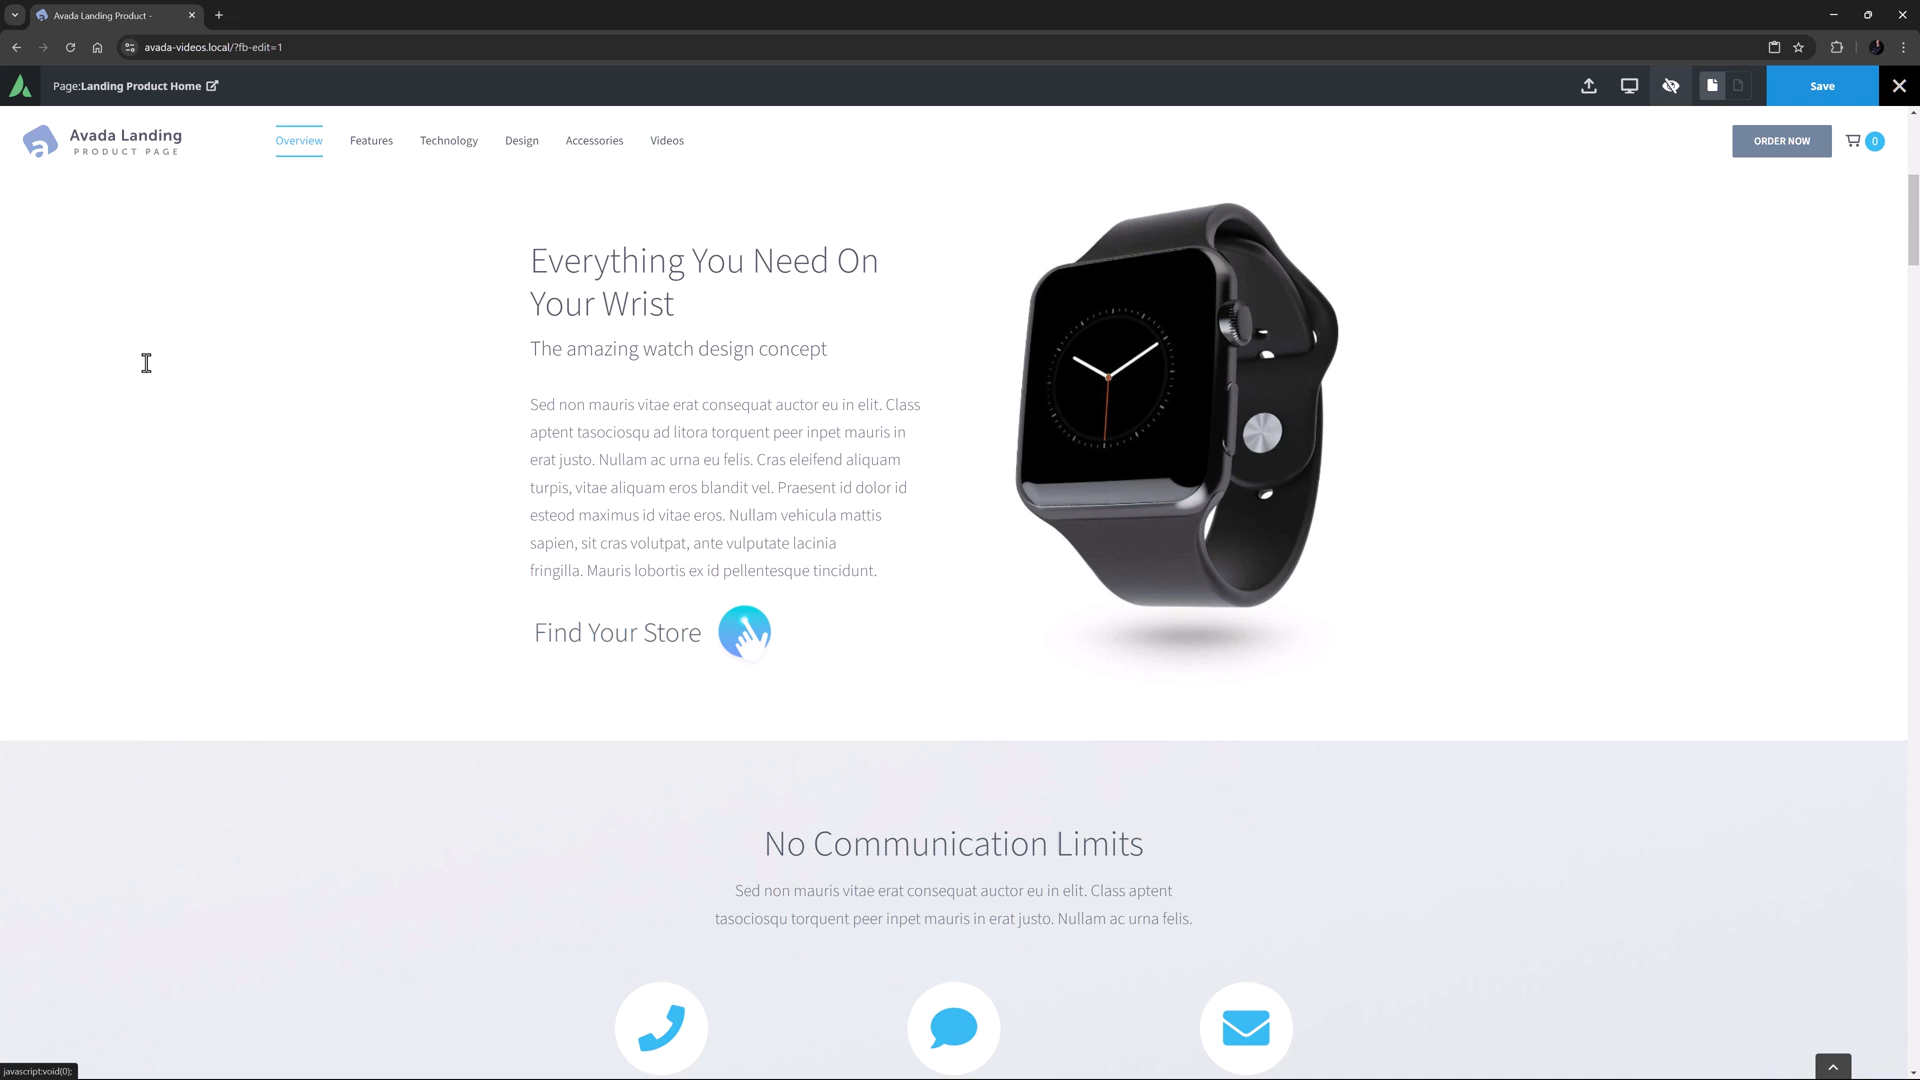 Avada Landing Product -
avada-videos.local/?fb-edit=1
Page:Landing Product Home
Save
Avada Landing
PRODUCT PAGE
Overview
Features
Technology
Design
Accessories
Videos
ORDER NOW
0
Everything You Need On
Your Wrist
The amazing watch design concept
Sed non mauris vitae erat consequat auctor eu in elit. Class
aptent tasociosqu ad litora torquent peer inpet mauris in
erat justo. Nullam ac urna eu felis. Cras eleifend aliquam
turpis, vitae aliquam eros blandit vel. Praesent id dolor id
esteod maximus id vitae eros. Nullam vehicula mattis
sapien, sit cras volutpat, ante vulputate lacinia
fringilla. Mauris lobortis ex id pellentesque tincidunt.
Find Your Store
No Communication Limits
Sed non mauris vitae erat consequat auctor eu in elit. Class aptent
tasociosqu torquent peer inpet mauris in erat justo. Nullam ac urna felis.
javascript:void(0);